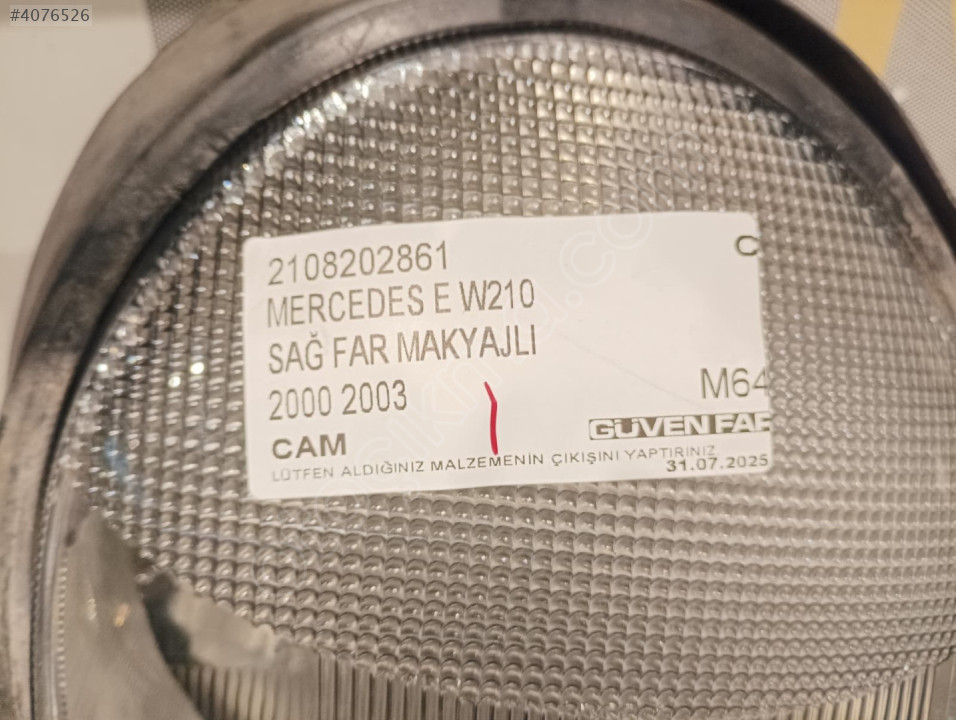 #4076526
2108202861
C
MERCEDES E W210
SAĞ FAR MAKYAJLI
2000 2003
M64
CAM
GÜVEN FAR
LÜTFEN ALDIĞINIZ MALZEMENİN ÇIKIŞINI YAPTIRINIZ
31.07.2025